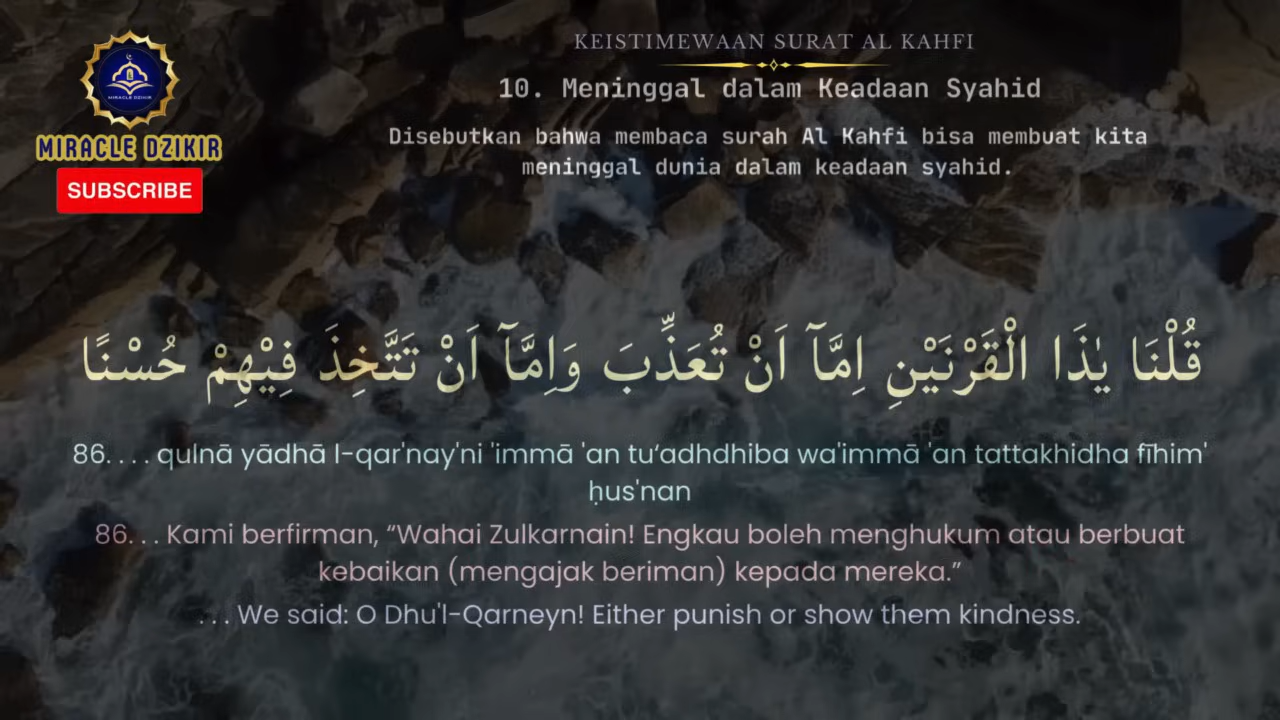 KEISTIMEWAAN SURAT AL KAHFI
10. Meninggal dalam Keadaan Syahid
Disebutkan bahwa membaca surah Al Kahfi bisa membuat kita
meninggal dunia dalam keadaan syahid.
MIRACLE DZIKIR
MIRACLE DZIKIR
SUBSCRIBE
قُلْنَا يٰذَا الْقَرْنَيْنِ اِمَّآ اَنْ تُعَذِّبَ وَاِمَّآ اَنْ تَتَّخِذَ فِيْهِمْ حُسْنًا
86. . . . qulnā yādhā l-qar'nay'ni 'immā 'an tu‘adhdhiba wa'immā 'an tattakhidha fīhim'
ḥus'nan
86. . . Kami berfirman, “Wahai Zulkarnain! Engkau boleh menghukum atau berbuat
kebaikan (mengajak beriman) kepada mereka.”
. . . We said: O Dhu'l-Qarneyn! Either punish or show them kindness.